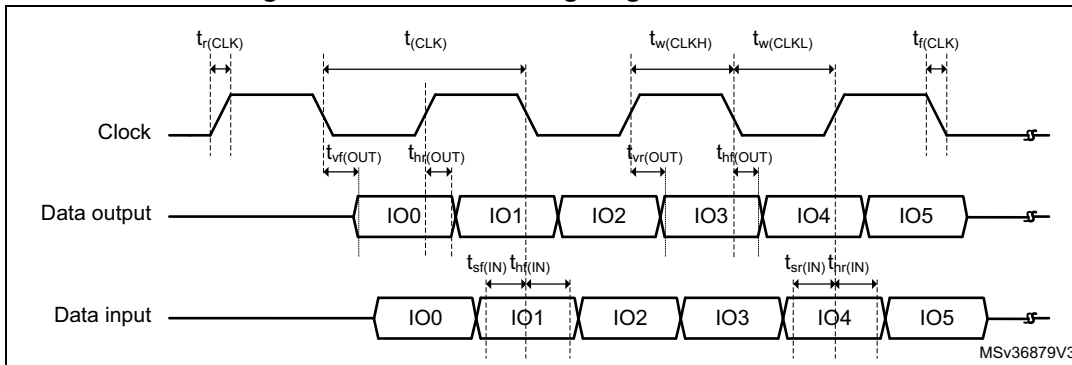 t_r(CLK) t_(CLK) t_w(CLKH) t_w(CLKL) t_f(CLK)
Clock
t_vf(OUT) t_hr(OUT) t_vr(OUT) t_hf(OUT)
Data output IO0 IO1 IO2 IO3 IO4 IO5
t_sf(IN) t_hf(IN) t_sr(IN) t_hr(IN)
Data input IO0 IO1 IO2 IO3 IO4 IO5
MSv36879V3